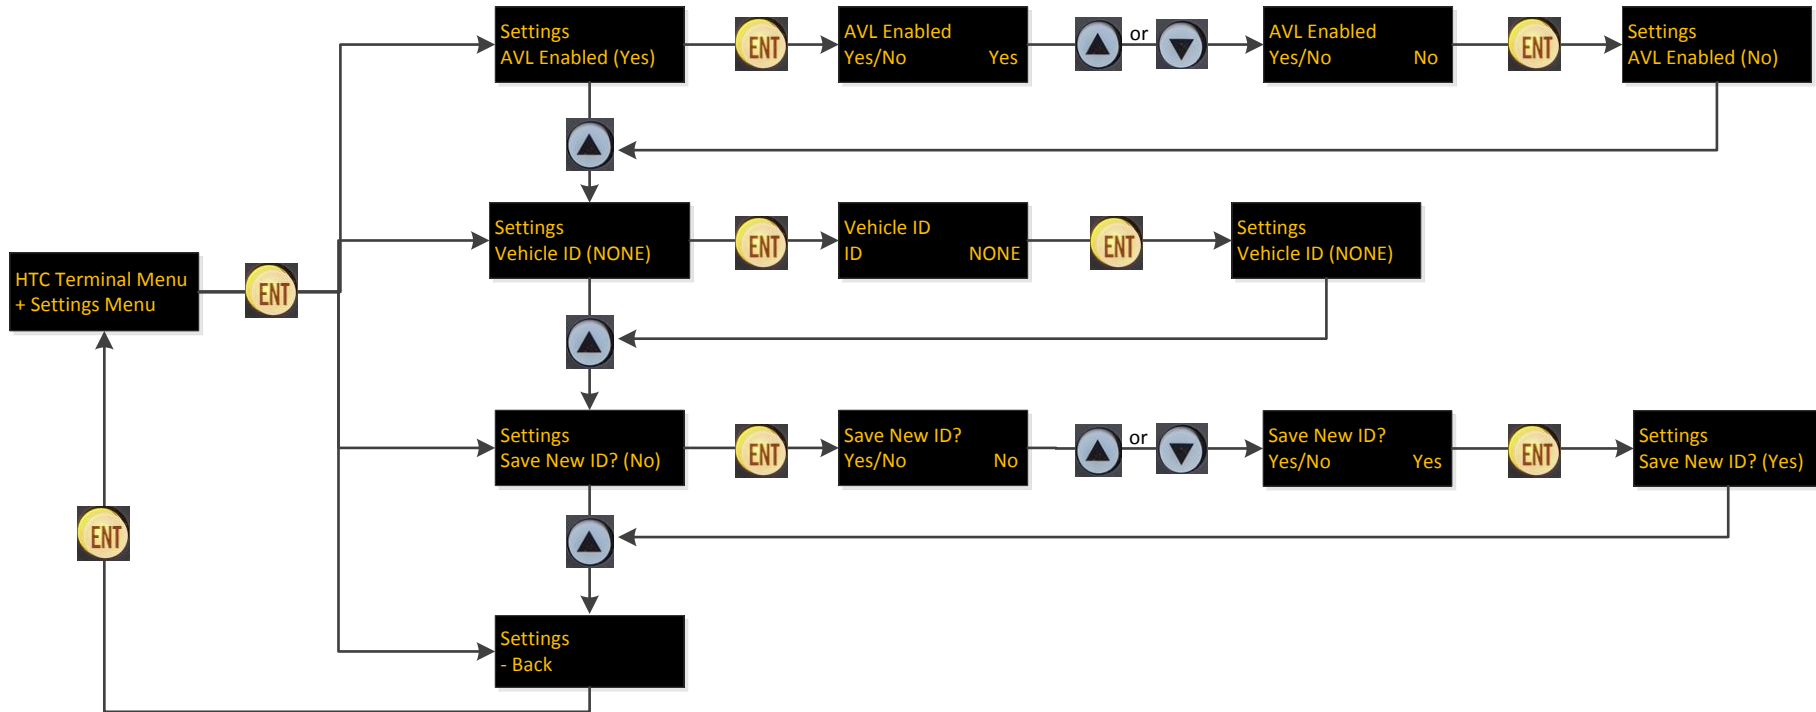 Settings
AVL Enabled (Yes)
ENT
AVL Enabled
Yes/No Yes
or
AVL Enabled
Yes/No No
ENT
Settings
AVL Enabled (No)
Settings
Vehicle ID (NONE)
ENT
Vehicle ID
ID NONE
ENT
Settings
Vehicle ID (NONE)
HTC Terminal Menu
+ Settings Menu
ENT
Settings
Save New ID? (No)
ENT
Save New ID?
Yes/No No
or
Save New ID?
Yes/No Yes
ENT
Settings
Save New ID? (Yes)
ENT
Settings
- Back